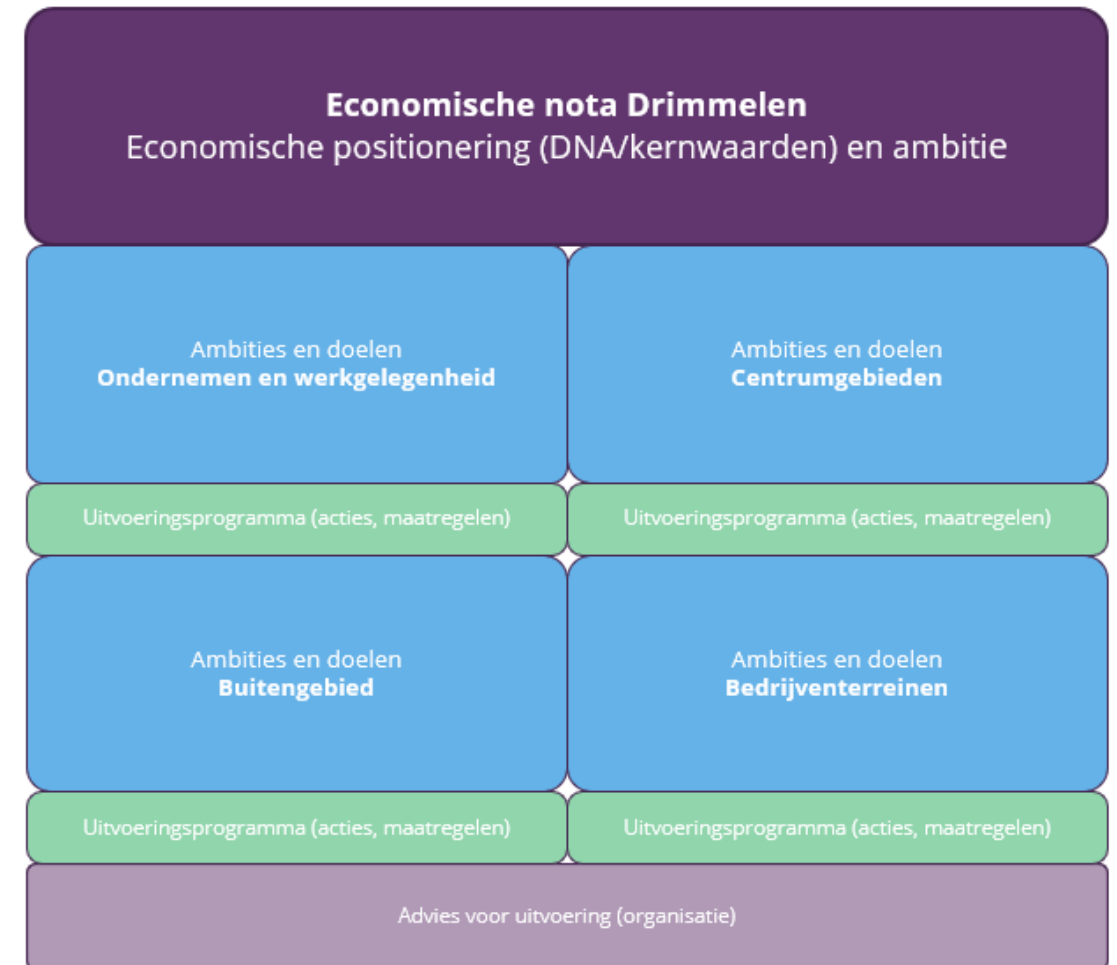 Economische nota Drimmelen
Economische positionering (DNA/kernwaarden) en ambitie
Ambities en doelen
Ondernemen en werkgelegenheid
Ambities en doelen
Centrumgebieden
Uitvoeringsprogramma (acties, maatregelen)
Uitvoeringsprogramma (acties, maatregelen)
Ambities en doelen
Buitengebied
Ambities en doelen
Bedrijventerreinen
Uitvoeringsprogramma (acties, maatregelen)
Uitvoeringsprogramma (acties, maatregelen)
Advies voor uitvoering (organisatie)